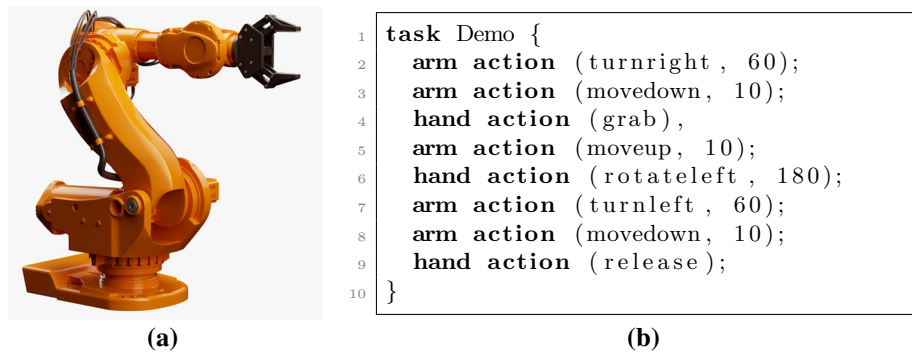 1 task Demo {
2 arm action (turnright, 60);
3 arm action (movedown, 10);
4 hand action (grab),
5 arm action (moveup, 10);
6 hand action (rotateleft, 180);
7 arm action (turnleft, 60);
8 arm action (movedown, 10);
9 hand action (release);
10 }
(a)
(b)